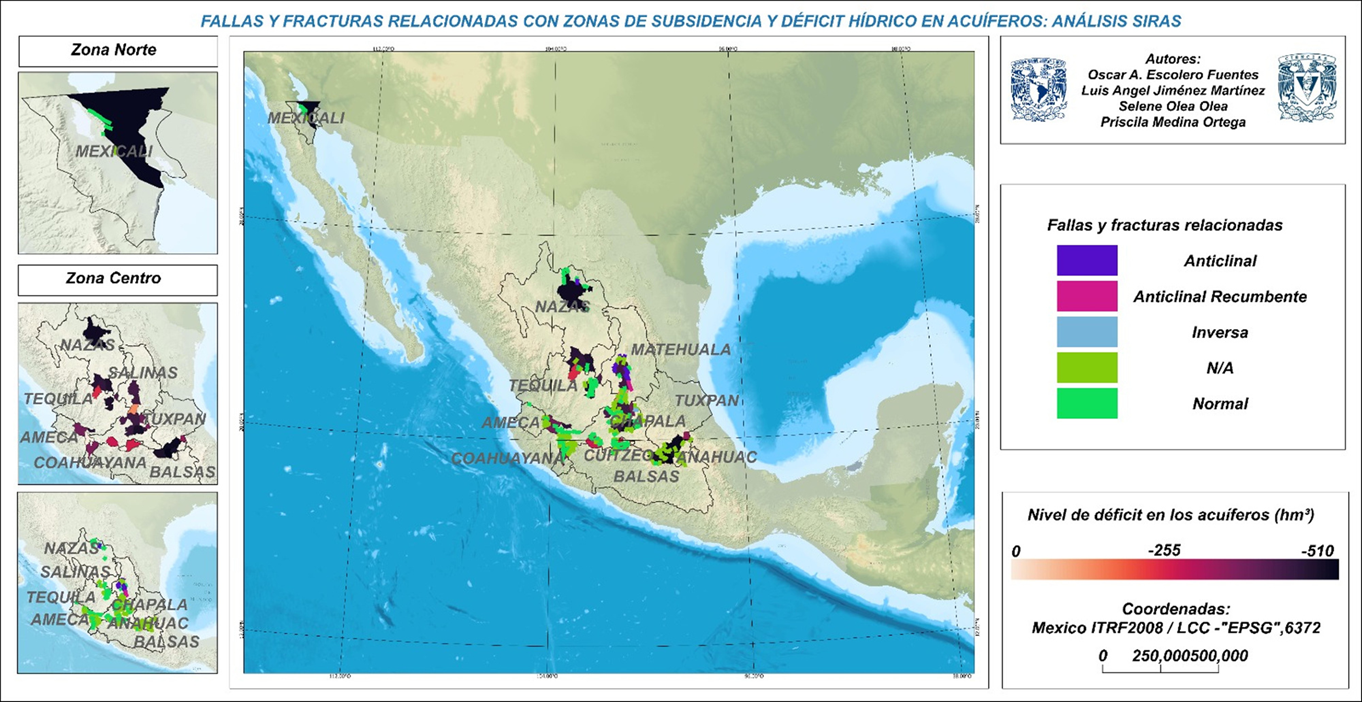 FALLAS Y FRACTURAS RELACIONADAS CON ZONAS DE SUBSIDENCIA Y DÉFICIT HÍDRICO EN ACUÍFEROS: ANÁLISIS SIRAS
Zona Norte
MEXICALI
Zona Centro
NAZAS
SALINAS
TEQUILA
TUXPAN
AMECA
COAHUAYANA
BALSAS
NAZAS
SALINAS
TEQUILA
CHAPALA
AMECA
ANAHUAC
BALSAS
MEXICALI
NAZAS
MATEHUALA
TEQUILA
TUXPAN
AMECA
CHAPALA
COAHUAYANA
CUITZEO
ANAHUAC
BALSAS
Autores:
Oscar A. Escolero Fuentes
Luis Angel Jiménez Martínez
Selene Olea Olea
Priscila Medina Ortega
Fallas y fracturas relacionadas
Anticlinal
Anticlinal Recumbente
Inversa
N/A
Normal
Nivel de déficit en los acuíferos (hm³)
0 -255 -510
Coordenadas:
Mexico ITRF2008 / LCC -"EPSG",6372
0 250,000500,000